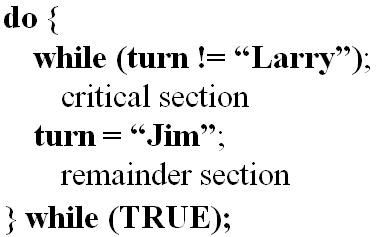 do {
while (turn != “Larry”);
critical section
turn = “Jim”;
remainder section
} while (TRUE);